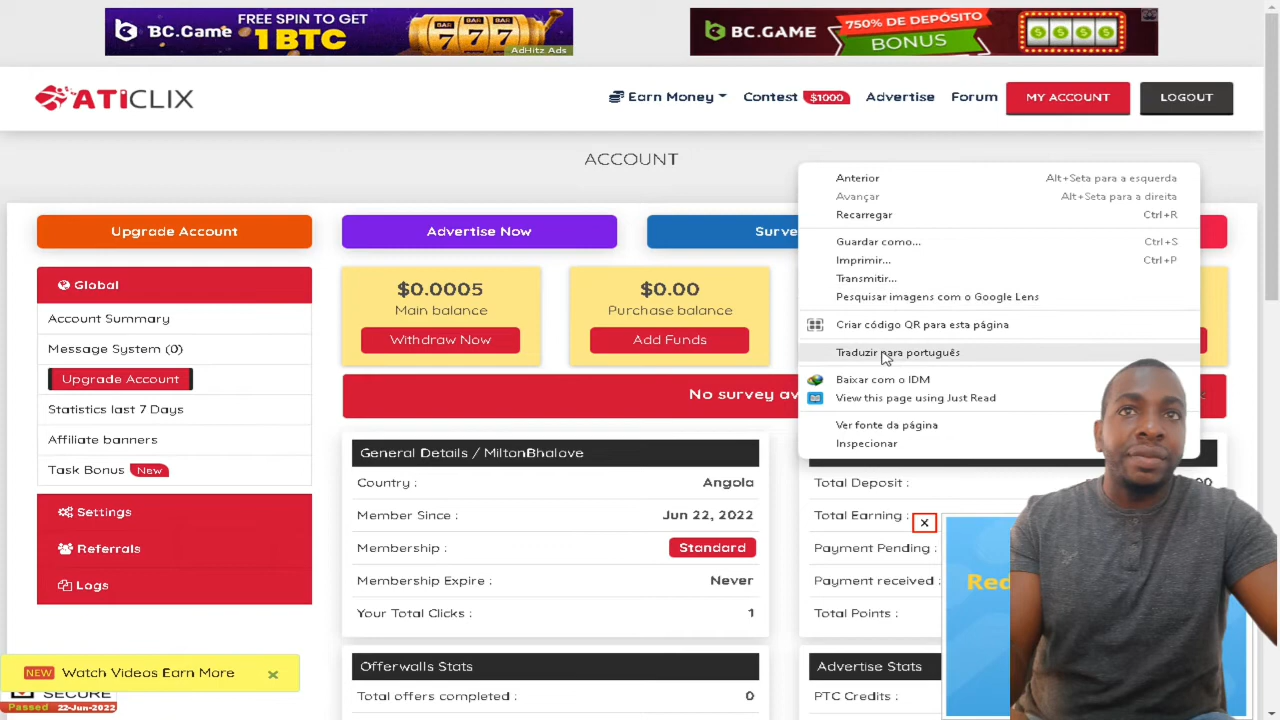 BC.GAME
FREE SPIN TO GET
1BTC
777
AdHitz Ads
BC.GAME
750% DE DEPÓSITO
BONUS
ATICLIX
Earn Money
Contest $1000
Advertise
Forum
MY ACCOUNT
LOGOUT
ACCOUNT
Upgrade Account
Advertise Now
Surve
Global
Account Summary
Message System (0)
Upgrade Account
Statistics last 7 Days
Affiliate banners
Task Bonus New
Settings
Referrals
Logs
$0.0005
Main balance
Withdraw Now
$0.00
Purchase balance
Add Funds
No survey av
General Details / MiltonBhalove
Country : Angola
Member Since : Jun 22, 2022
Membership : Standard
Membership Expire : Never
Your Total Clicks : 1
Offerwalls Stats
Total offers completed : 0
Anterior Alt+Seta para a esquerda
Avançar Alt+Seta para a direita
Recarregar Ctrl+R
Guardar como... Ctrl+S
Imprimir... Ctrl+P
Transmitir...
Pesquisar imagens com o Google Lens
Criar código QR para esta página
Traduzir para português
Baixar com o IDM
View this page using Just Read
Ver fonte da página
Inspecionar
Total Deposit :
Total Earning :
Payment Pending :
Payment received :
Total Points :
Advertise Stats
PTC Credits :
Red
NEW Watch Videos Earn More
SECURE
Passed 22-Jun-2022